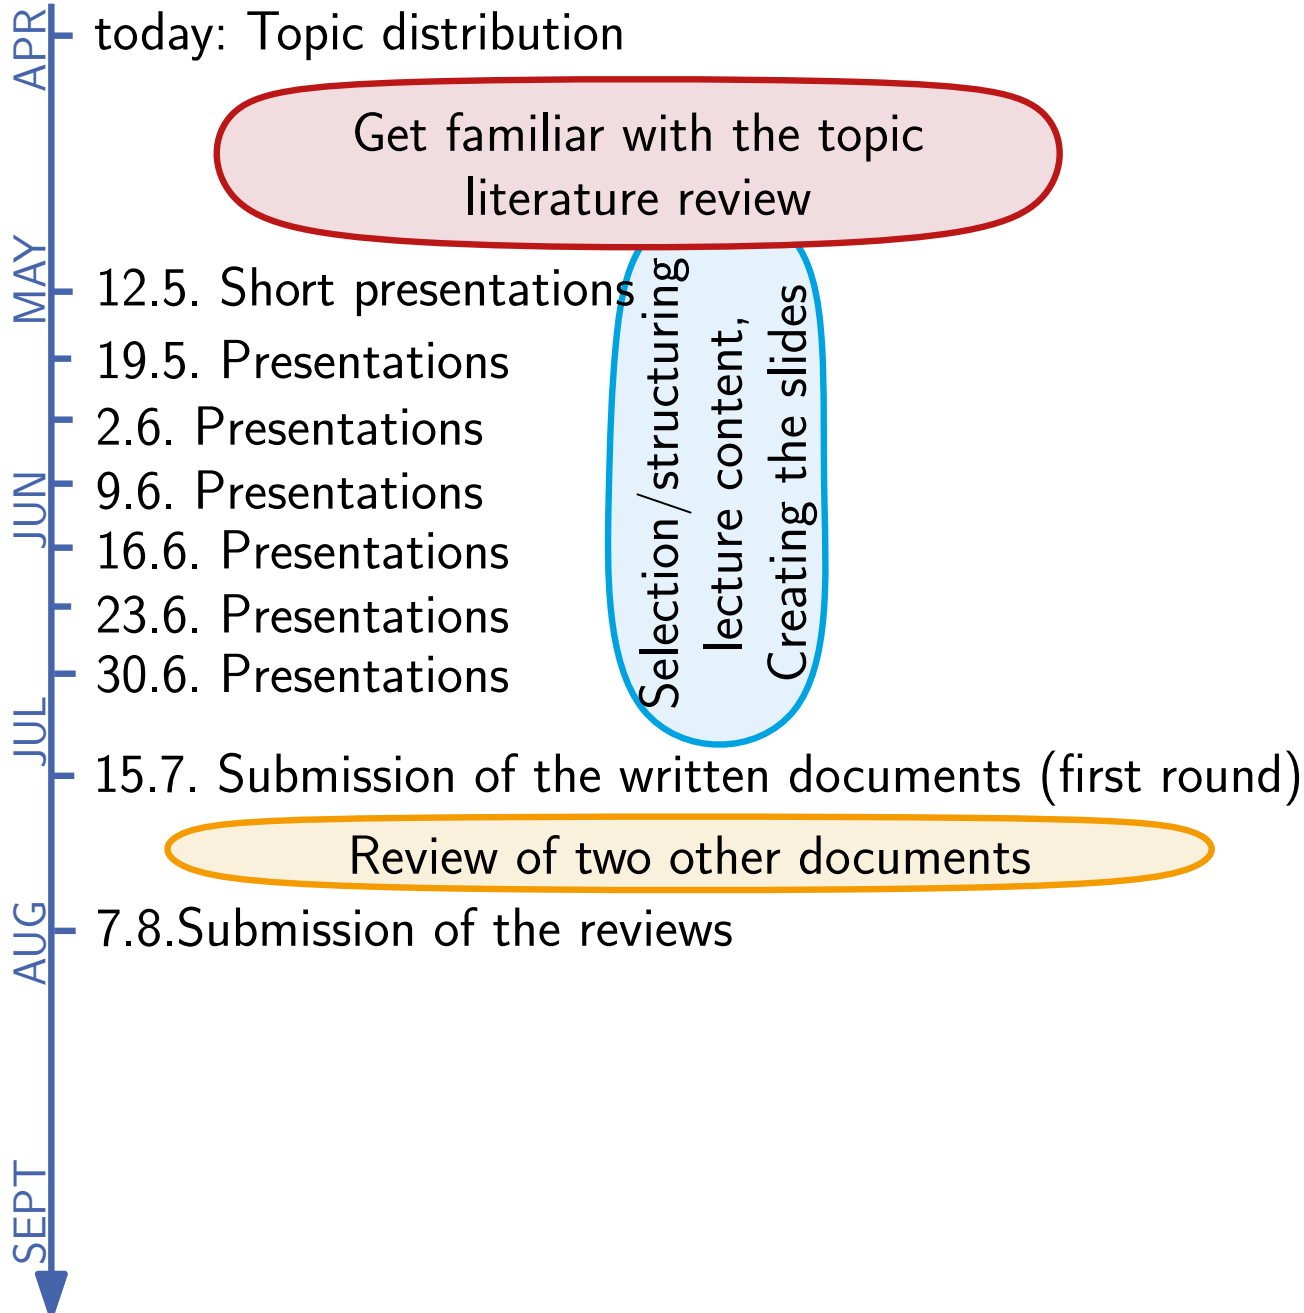 APR
today: Topic distribution
Get familiar with the topic
literature review
MAY
12.5. Short presentations
19.5. Presentations
2.6. Presentations
JUN
9.6. Presentations
16.6. Presentations
23.6. Presentations
30.6. Presentations
Selection/structuring
lecture content,
Creating the slides
JUL
15.7. Submission of the written documents (first round)
Review of two other documents
AUG
7.8.Submission of the reviews
SEPT